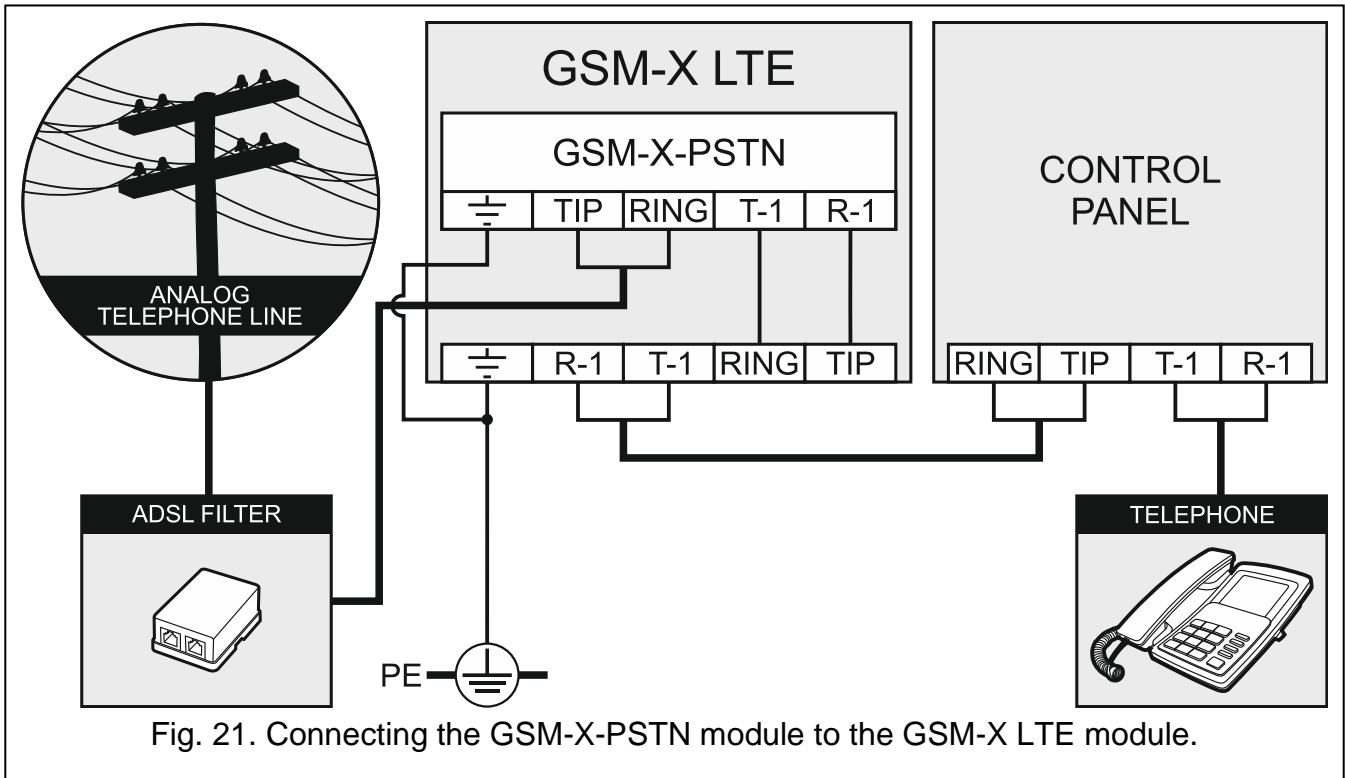 GSM-X LTE
GSM-X-PSTN
TIP RING T-1 R-1
CONTROL
PANEL
ANALOG
TELEPHONE LINE
R-1 T-1 RING TIP
RING TIP T-1 R-1
ADSL FILTER
TELEPHONE
PE
Fig. 21. Connecting the GSM-X-PSTN module to the GSM-X LTE module.